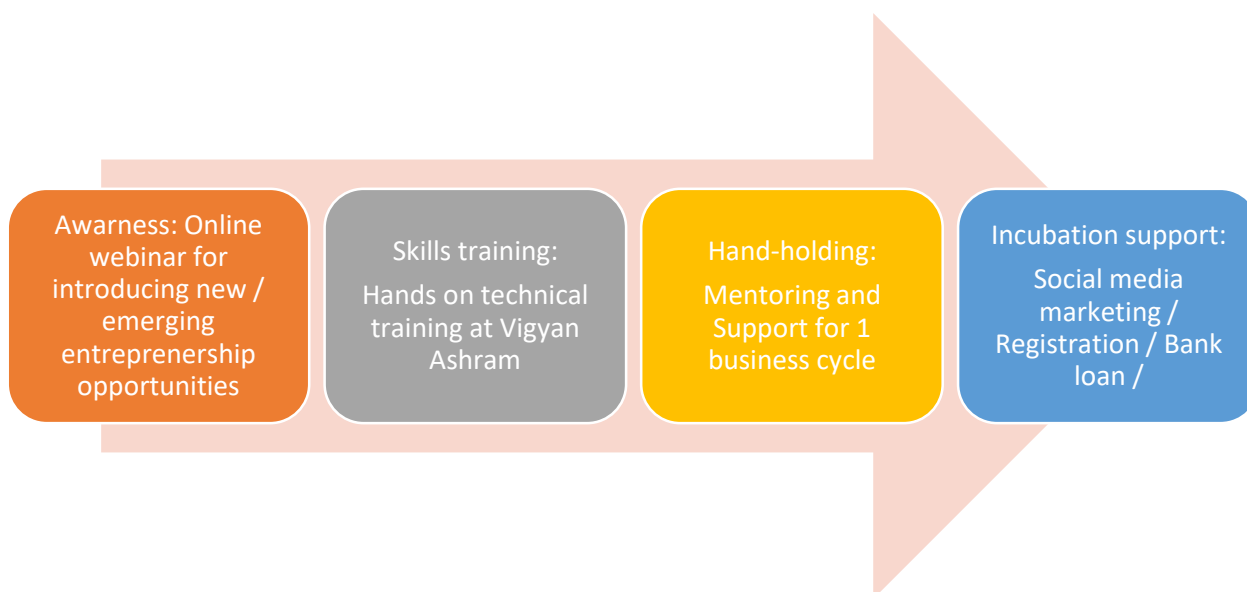 Awarness: Online
webinar for
introducing new /
emerging
entreprenership
opportunities
Skills training:
Hands on technical
training at Vigyan
Ashram
Hand-holding:
Mentoring and
Support for 1
business cycle
Incubation support:
Social media
marketing /
Registration / Bank
loan /